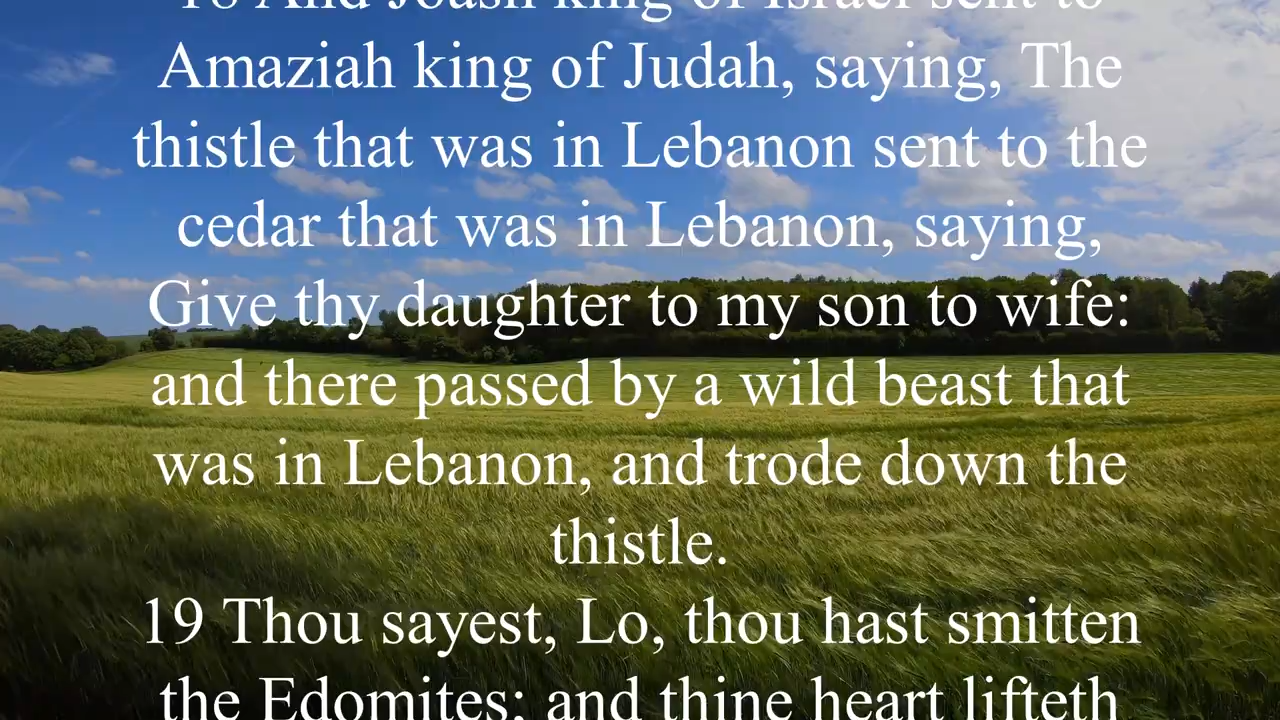 18 And Joash king of Israel sent to
Amaziah king of Judah, saying, The
thistle that was in Lebanon sent to the
cedar that was in Lebanon, saying,
Give thy daughter to my son to wife:
and there passed by a wild beast that
was in Lebanon, and trode down the
thistle.
19 Thou sayest, Lo, thou hast smitten
the Edomites; and thine heart lifteth